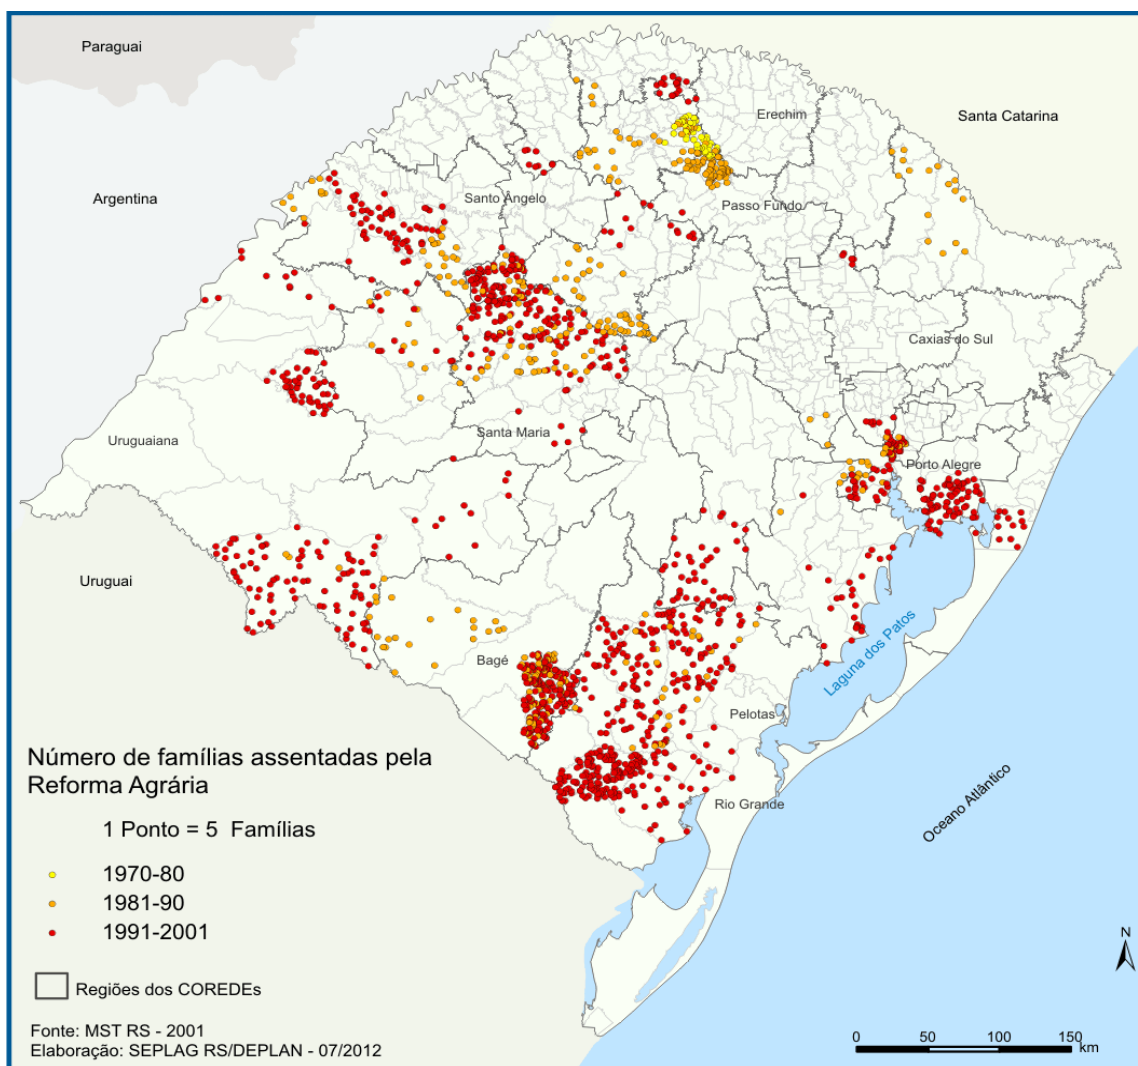 Paraguai
Erechim
Santa Catarina
Argentina
Santo Ângelo
Passo Fundo
Caxias do Sul
Uruguaiana
Santa Maria
Porto Alegre
Uruguai
Laguna dos Patos
Bagé
Pelotas
Rio Grande
Oceano Atlântico
Número de famílias assentadas pela
Reforma Agrária
1 Ponto = 5 Famílias
1970-80
1981-90
1991-2001
Regiões dos COREDEs
Fonte: MST RS - 2001
Elaboração: SEPLAG RS/DEPLAN - 07/2012
N
0 50 100 150
km